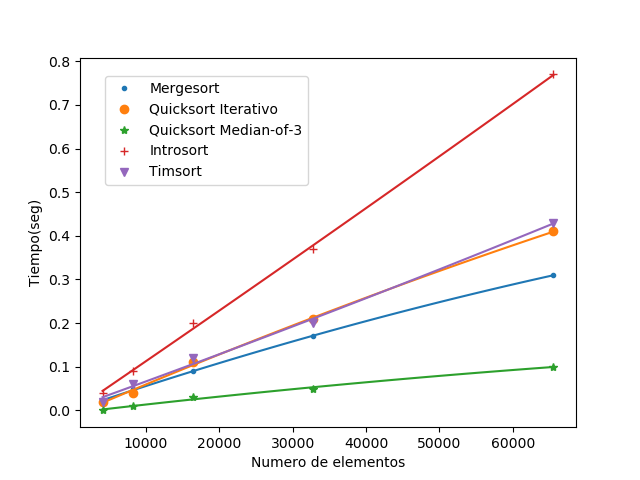 0.8
0.7
0.6
0.5
0.4
0.3
0.2
0.1
0.0
Tiempo(seg)
Mergesort
Quicksort Iterativo
Quicksort Median-of-3
Introsort
Timsort
10000 20000 30000 40000 50000 60000
Numero de elementos